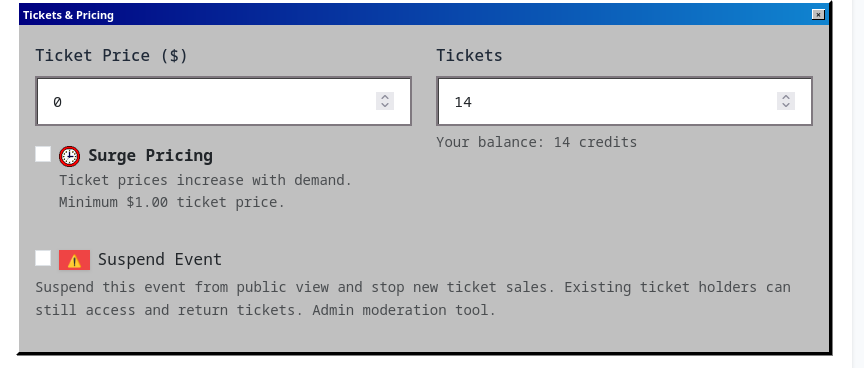 Tickets & Pricing
Ticket Price ($)
Tickets
0
14
Your balance: 14 credits
Surge Pricing
Ticket prices increase with demand.
Minimum $1.00 ticket price.
Suspend Event
Suspend this event from public view and stop new ticket sales. Existing ticket holders can
still access and return tickets. Admin moderation tool.